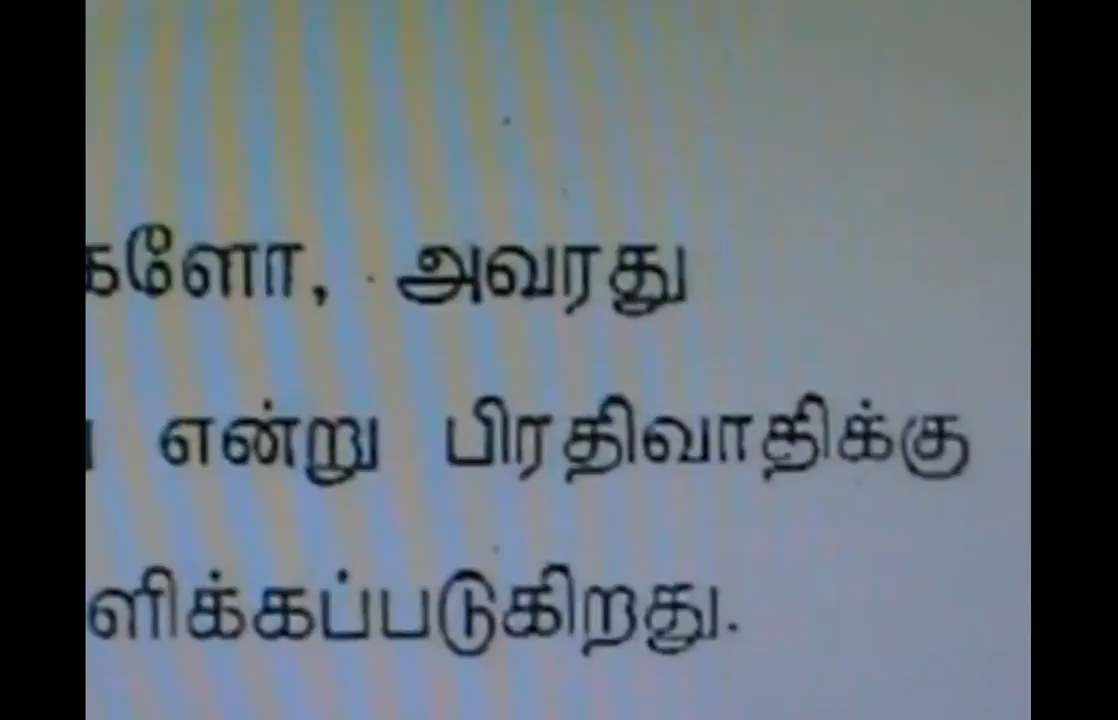 களோ, அவரது
என்று பிரதிவாதிக்கு
ளிக்கப்படுகிறது.